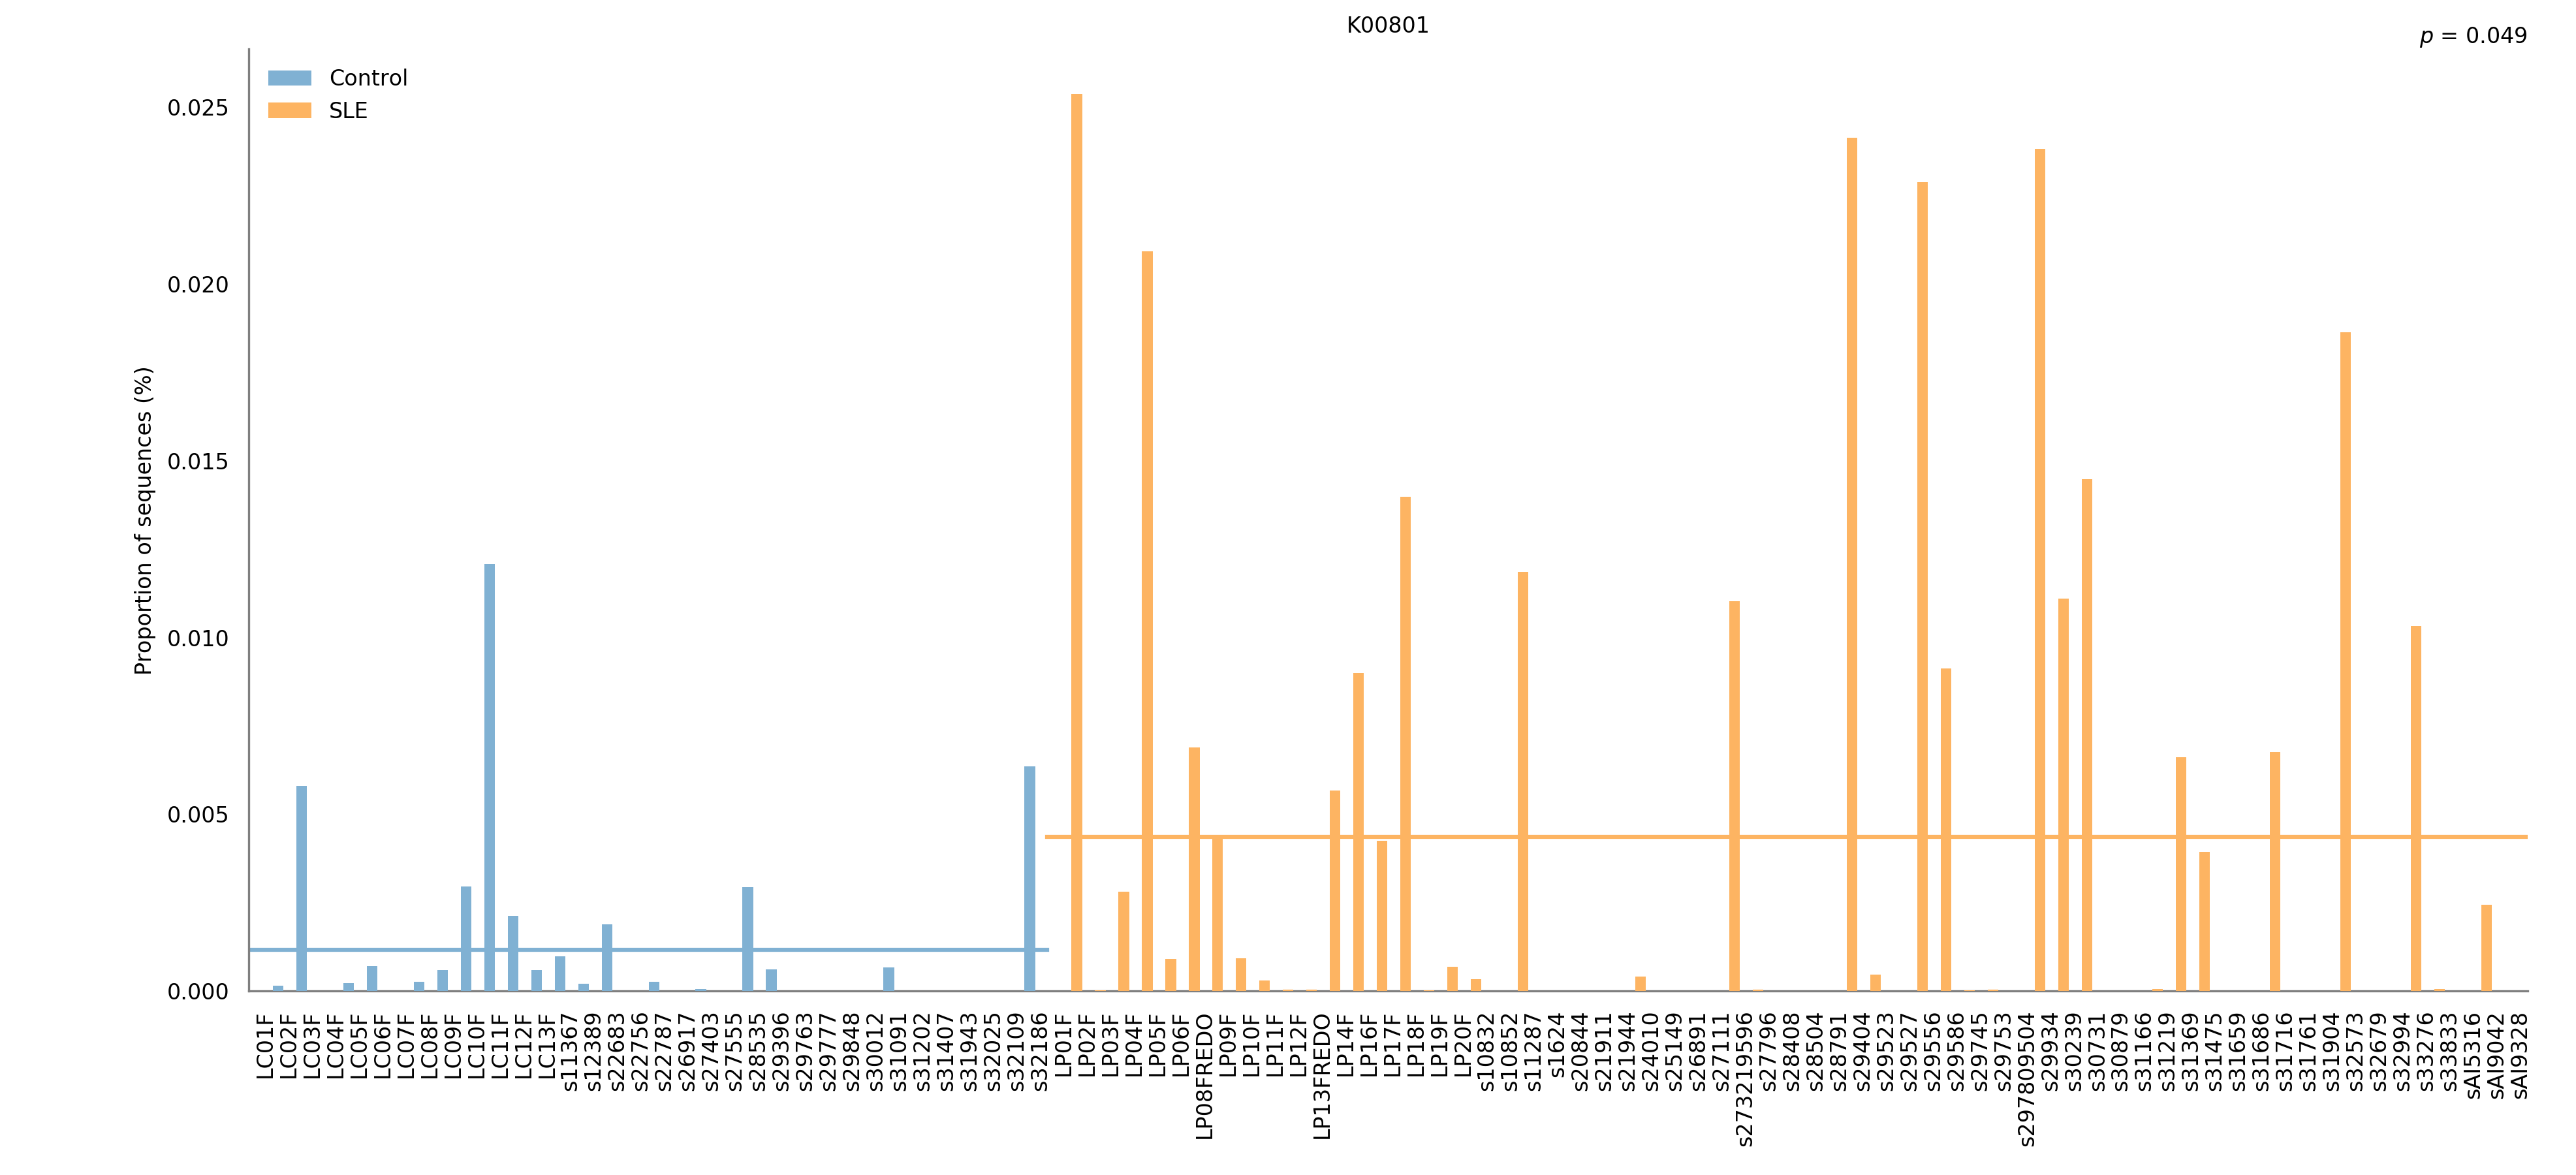 K00801
p = 0.049
Control
SLE
Proportion of sequences (%)
0.025
0.020
0.015
0.010
0.005
0.000
LC01F
LC02F
LC03F
LC04F
LC05F
LC06F
LC07F
LC08F
LC09F
LC10F
LC11F
LC12F
LC13F
s11367
s12389
s22683
s22756
s22787
s26917
s27403
s27555
s28535
s29396
s29763
s29777
s29848
s30012
s31091
s31202
s31407
s31943
s32025
s32109
s32186
LP01F
LP02F
LP03F
LP04F
LP05F
LP06F
LP08FREDO
LP09F
LP10F
LP11F
LP12F
LP13FREDO
LP14F
LP16F
LP17F
LP18F
LP19F
LP20F
s10832
s10852
s11287
s1624
s20844
s21911
s21944
s24010
s25149
s26891
s27111
s273219596
s27796
s28408
s28504
s28791
s29404
s29523
s29527
s29556
s29586
s29745
s29753
s297809504
s29934
s30239
s30731
s30879
s31166
s31219
s31369
s31475
s31659
s31686
s31716
s31761
s31904
s32573
s32679
s32994
s33276
s33833
sAI5316
sAI9042
sAI9328